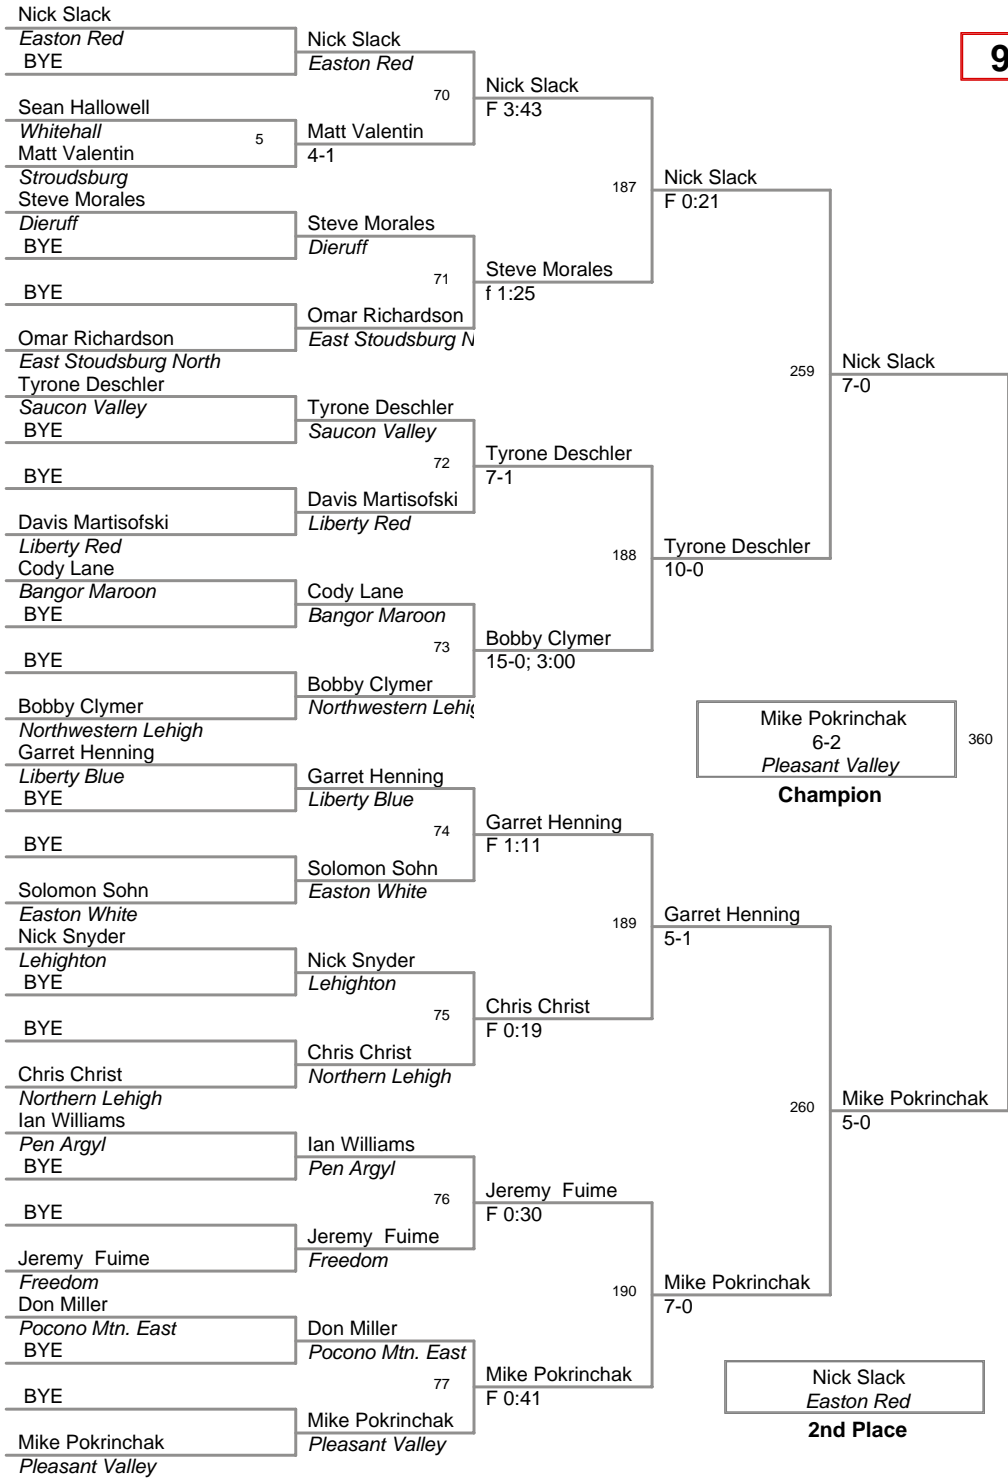 Nick Slack
Easton Red
BYE
Sean Hallowell
Whitehall
5
Matt Valentin
Stroudsburg
Steve Morales
Dieruff
BYE
BYE
Omar Richardson
East Stoudsburg North
Tyrone Deschler
Saucon Valley
BYE
BYE
Davis Martisofski
Liberty Red
Cody Lane
Bangor Maroon
BYE
BYE
Bobby Clymer
Northwestern Lehigh
Garret Henning
Liberty Blue
BYE
BYE
Solomon Sohn
Easton White
Nick Snyder
Lehighton
BYE
BYE
Chris Christ
Northern Lehigh
Ian Williams
Pen Argyl
BYE
BYE
Jeremy Fuime
Freedom
Don Miller
Pocono Mtn. East
BYE
BYE
Mike Pokrinchak
Pleasant Valley
Nick Slack
Easton Red
70
Matt Valentin
4-1
Steve Morales
Dieruff
71
Omar Richardson
East Stoudsburg N
Tyrone Deschler
Saucon Valley
72
Davis Martisofski
Liberty Red
Cody Lane
Bangor Maroon
73
Bobby Clymer
Northwestern Lehig
Garret Henning
Liberty Blue
74
Solomon Sohn
Easton White
Nick Snyder
Lehighton
75
Chris Christ
Northern Lehigh
Ian Williams
Pen Argyl
76
Jeremy Fuime
Freedom
Don Miller
Pocono Mtn. East
77
Mike Pokrinchak
Pleasant Valley
Nick Slack
F 3:43
187
Steve Morales
f 1:25
Tyrone Deschler
7-1
188
Bobby Clymer
15-0; 3:00
Garret Henning
F 1:11
189
Chris Christ
F 0:19
Jeremy Fuime
F 0:30
190
Mike Pokrinchak
F 0:41
Nick Slack
F 0:21
259
Tyrone Deschler
10-0
Garret Henning
5-1
260
Mike Pokrinchak
7-0
9
Nick Slack
7-0
Mike Pokrinchak
6-2
Pleasant Valley
360
Champion
Mike Pokrinchak
5-0
Nick Slack
Easton Red
2nd Place